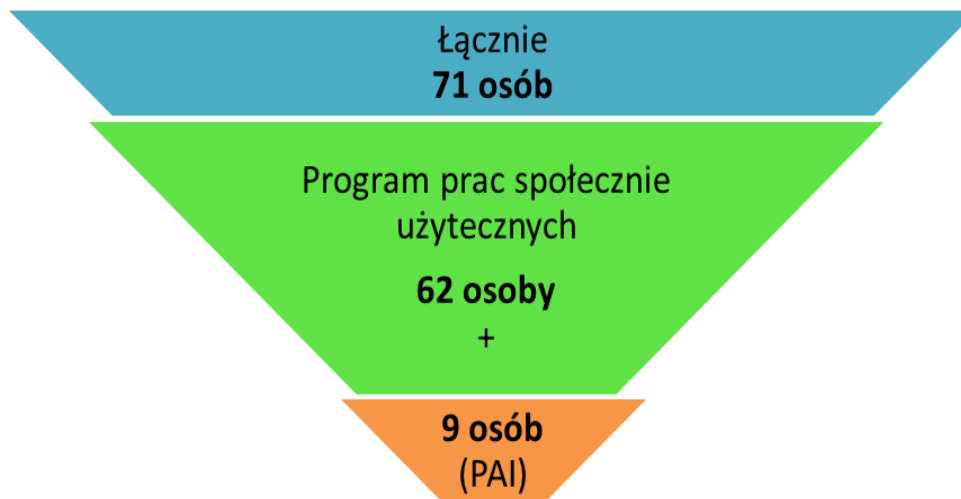 Łącznie
71 osób
Program prac społecznie
użytecznych
62 osoby
+
9 osób
(PAI)